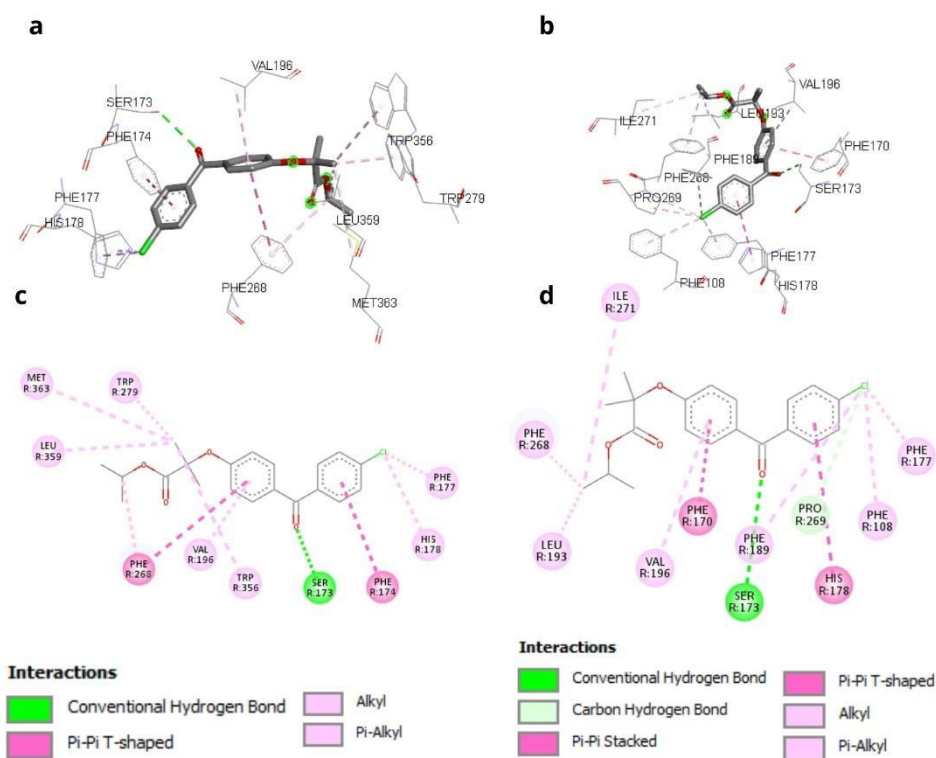 a
VAL196
SER173
PHE174
TRP356
PHE177
HIS178
TRP279
LEU359
PHE268
MET363
b
VAL196
LEU193
ILE271
PHE189
PHE170
PHE268
SER173
PRO269
PHE177
PHE108
HIS178
c
MET
R:363
TRP
R:279
LEU
R:359
O
O
O
O
Cl
PHE
R:177
HIS
R:178
VAL
R:196
PHE
R:268
TRP
R:356
SER
R:173
PHE
R:174
Interactions
Conventional Hydrogen Bond
Pi-Pi T-shaped
Alkyl
Pi-Alkyl
d
ILE
R:271
O
Cl
PHE
R:268
O
O
O
PHE
R:177
PHE
R:170
PRO
R:269
PHE
R:108
LEU
R:193
VAL
R:196
PHE
R:189
HIS
R:178
SER
R:173
Interactions
Conventional Hydrogen Bond
Carbon Hydrogen Bond
Pi-Pi Stacked
Pi-Pi T-shaped
Alkyl
Pi-Alkyl